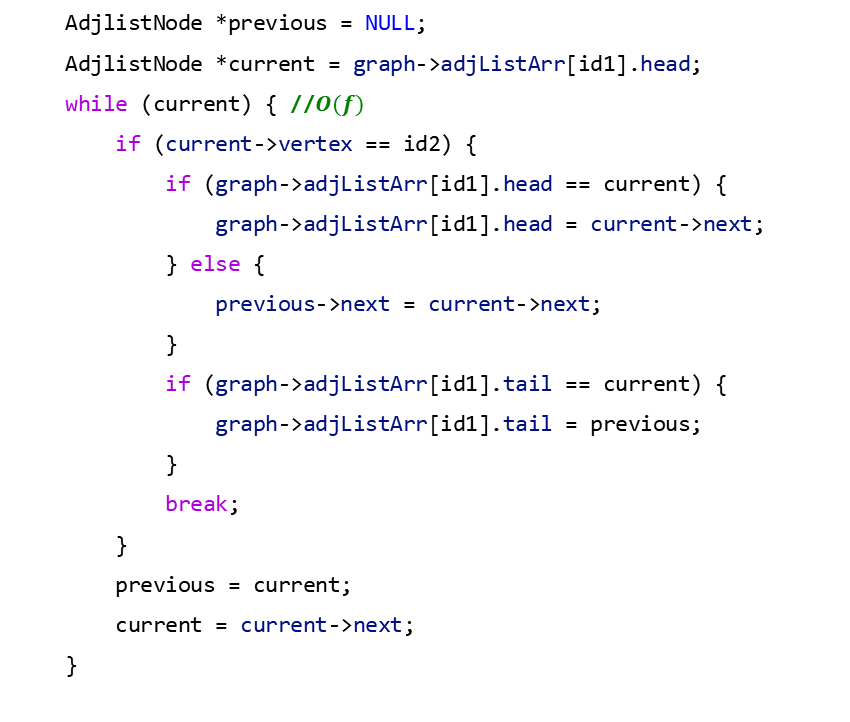 AdjlistNode *previous = NULL;
AdjlistNode *current = graph->adjListArr[id1].head;
while (current) { //O(f)
    if (current->vertex == id2) {
        if (graph->adjListArr[id1].head == current) {
            graph->adjListArr[id1].head = current->next;
        } else {
            previous->next = current->next;
        }
        if (graph->adjListArr[id1].tail == current) {
            graph->adjListArr[id1].tail = previous;
        }
        break;
    }
    previous = current;
    current = current->next;
}